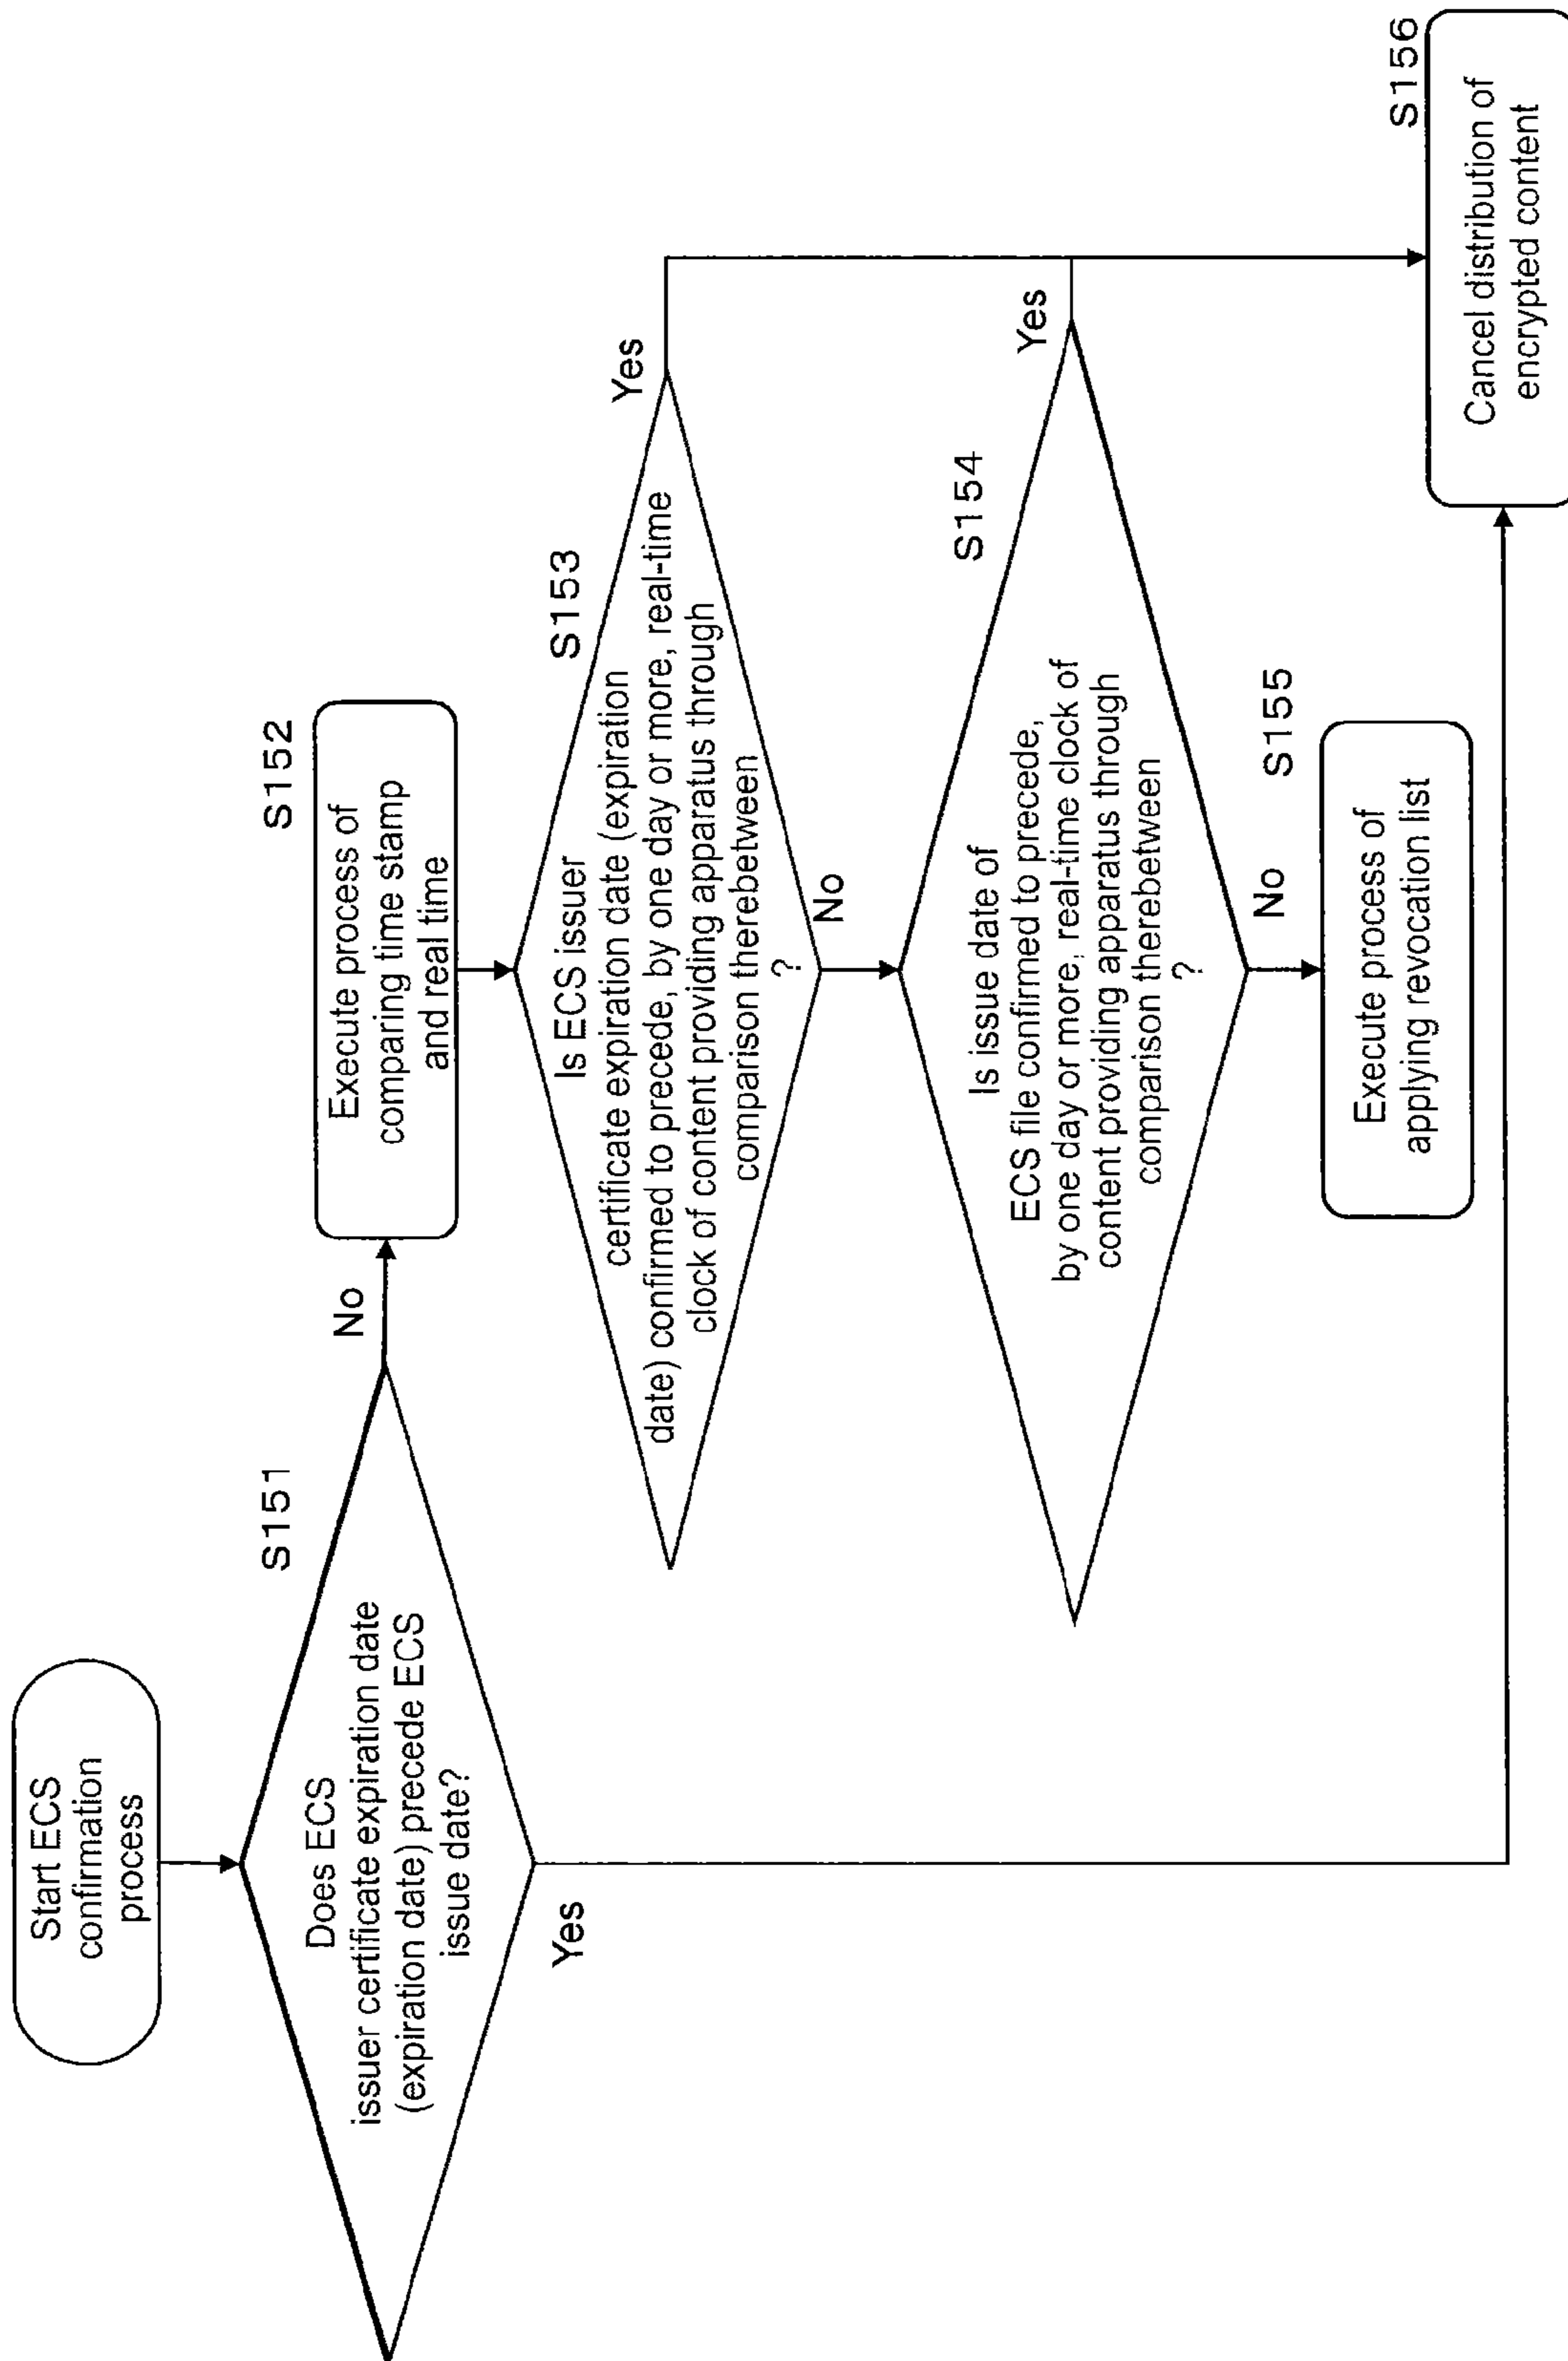 Start ECS
confirmation
process
S151
Does ECS
issuer certificate expiration date
(expiration date) precede ECS
issue date?
No
Yes
S152
Execute process of
comparing time stamp
and real time
S153
Is ECS issuer
certificate expiration date (expiration
date) confirmed to precede, by one day or more, real-time
clock of content providing apparatus through
comparison therebetween
?
Yes
No
S154
Is issue date of
ECS file confirmed to precede,
by one day or more, real-time clock of
content providing apparatus through
comparison therebetween
?
Yes
No
S155
Execute process of
applying revocation list
S156
Cancel distribution of
encrypted content